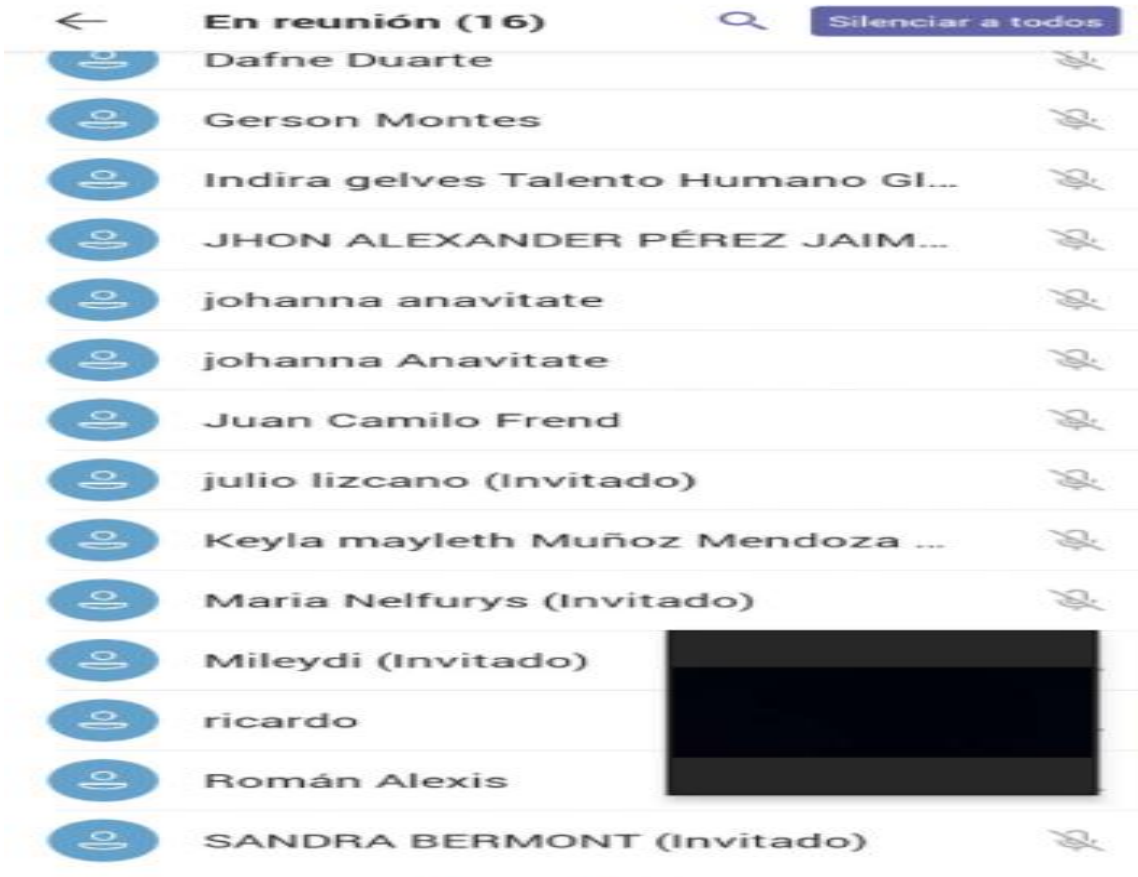 En reunión (16)
Silenciar a todos
Dafne Duarte
Gerson Montes
Indira gelves Talento Humano Gl...
JHON ALEXANDER PÉREZ JAIM...
johanna anavitate
johanna Anavitate
Juan Camilo Frend
julio lizcano (Invitado)
Keyla mayleth Muñoz Mendoza ...
Maria Nelfurys (Invitado)
Mileydi (Invitado)
ricardo
Román Alexis
SANDRA BERMONT (Invitado)